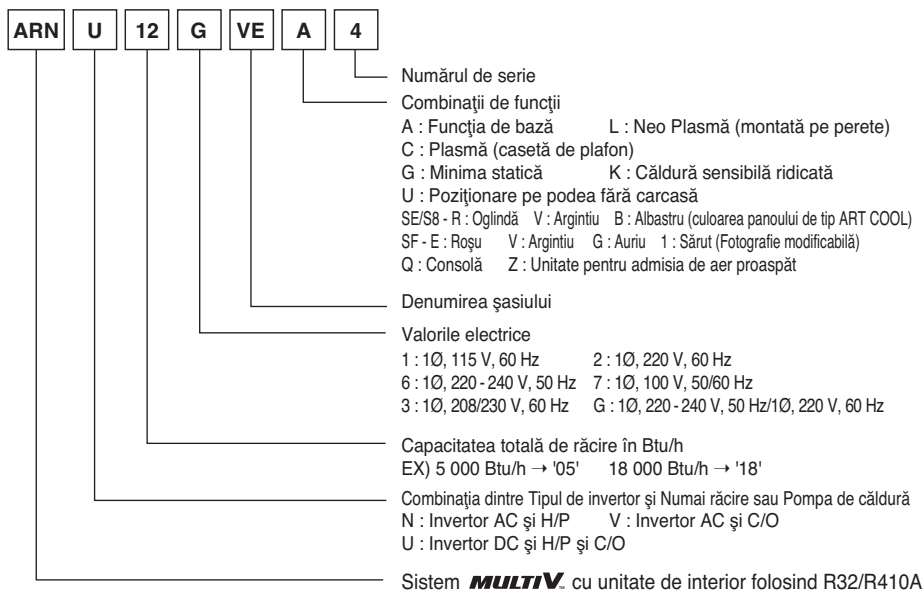 ARN U 12 G VE A 4
Numărul de serie
Combinaţii de funcţii
A : Funcţia de bază L : Neo Plasmă (montată pe perete)
C : Plasmă (casetă de plafon)
G : Minima statică K : Căldură sensibilă ridicată
U : Poziţionare pe podea fără carcasă
SE/S8 - R : Oglindă V : Argintiu B : Albastru (culoarea panoului de tip ART COOL)
SF - E : Roşu V : Argintiu G : Auriu 1 : Sărut (Fotografie modificabilă)
Q : Consolă Z : Unitate pentru admisia de aer proaspăt
Denumirea şasiului
Valorile electrice
1 : 1Ø, 115 V, 60 Hz 2 : 1Ø, 220 V, 60 Hz
6 : 1Ø, 220 - 240 V, 50 Hz 7 : 1Ø, 100 V, 50/60 Hz
3 : 1Ø, 208/230 V, 60 Hz G : 1Ø, 220 - 240 V, 50 Hz/1Ø, 220 V, 60 Hz
Capacitatea totală de răcire în Btu/h
EX) 5 000 Btu/h → '05' 18 000 Btu/h → '18'
Combinaţia dintre Tipul de invertor şi Numai răcire sau Pompa de căldură
N : Invertor AC şi H/P V : Invertor AC şi C/O
U : Invertor DC şi H/P şi C/O
Sistem MULTI V™ cu unitate de interior folosind R32/R410A